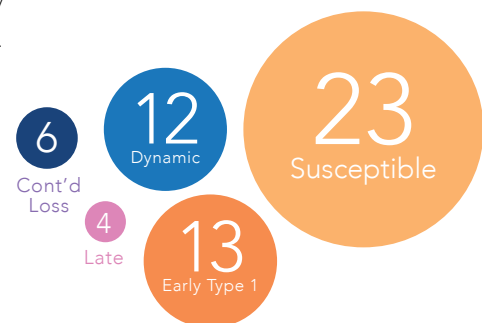 6
Cont'd
Loss
12
Dynamic
23
Susceptible
4
Late
13
Early Type 1